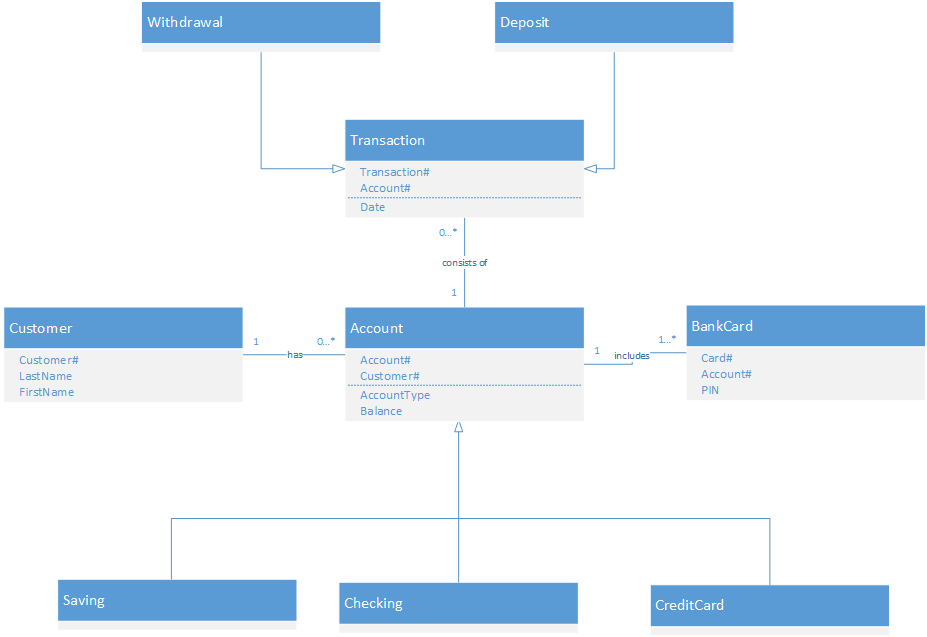 Withdrawal
Deposit
Transaction
Transaction#
Account#
Date
0...*
consists of
1
Customer
Customer#
LastName
FirstName
1
has
0...*
Account
Account#
Customer#
AccountType
Balance
1
includes
1...*
BankCard
Card#
Account#
PIN
Saving
Checking
CreditCard